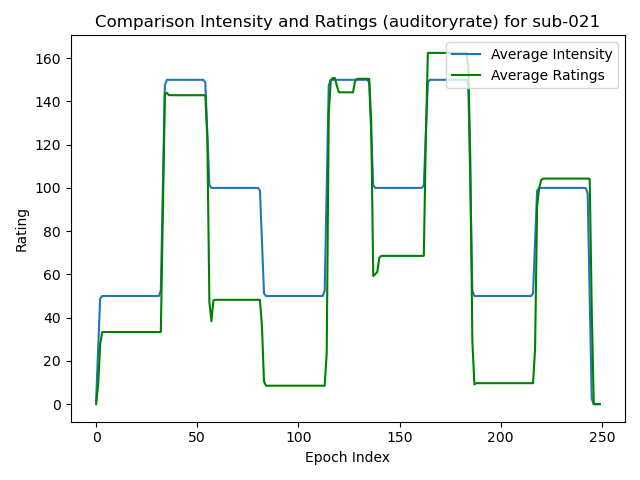 Comparison Intensity and Ratings (auditoryrate) for sub-021
Average Intensity
Average Ratings
Rating
160
140
120
100
80
60
40
20
0
0 50 100 150 200 250
Epoch Index